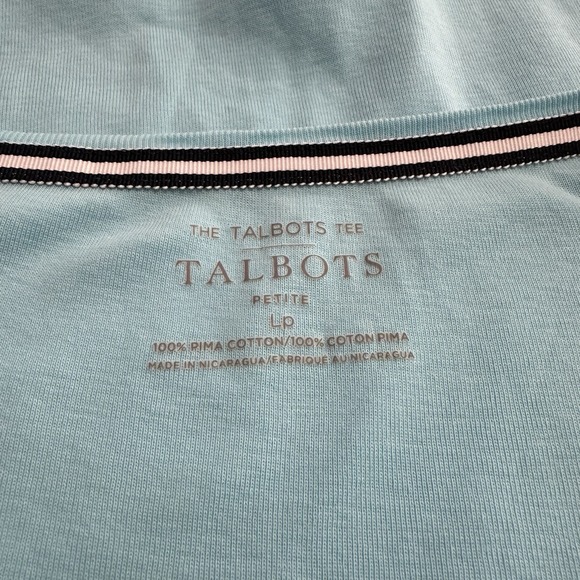 THE TALBOTS TEE
TALBOTS
PETITE
Lp
100% PIMA COTTON/100% COTON PIMA
MADE IN NICARAGUA/FABRIQUE AU NICARAGUA